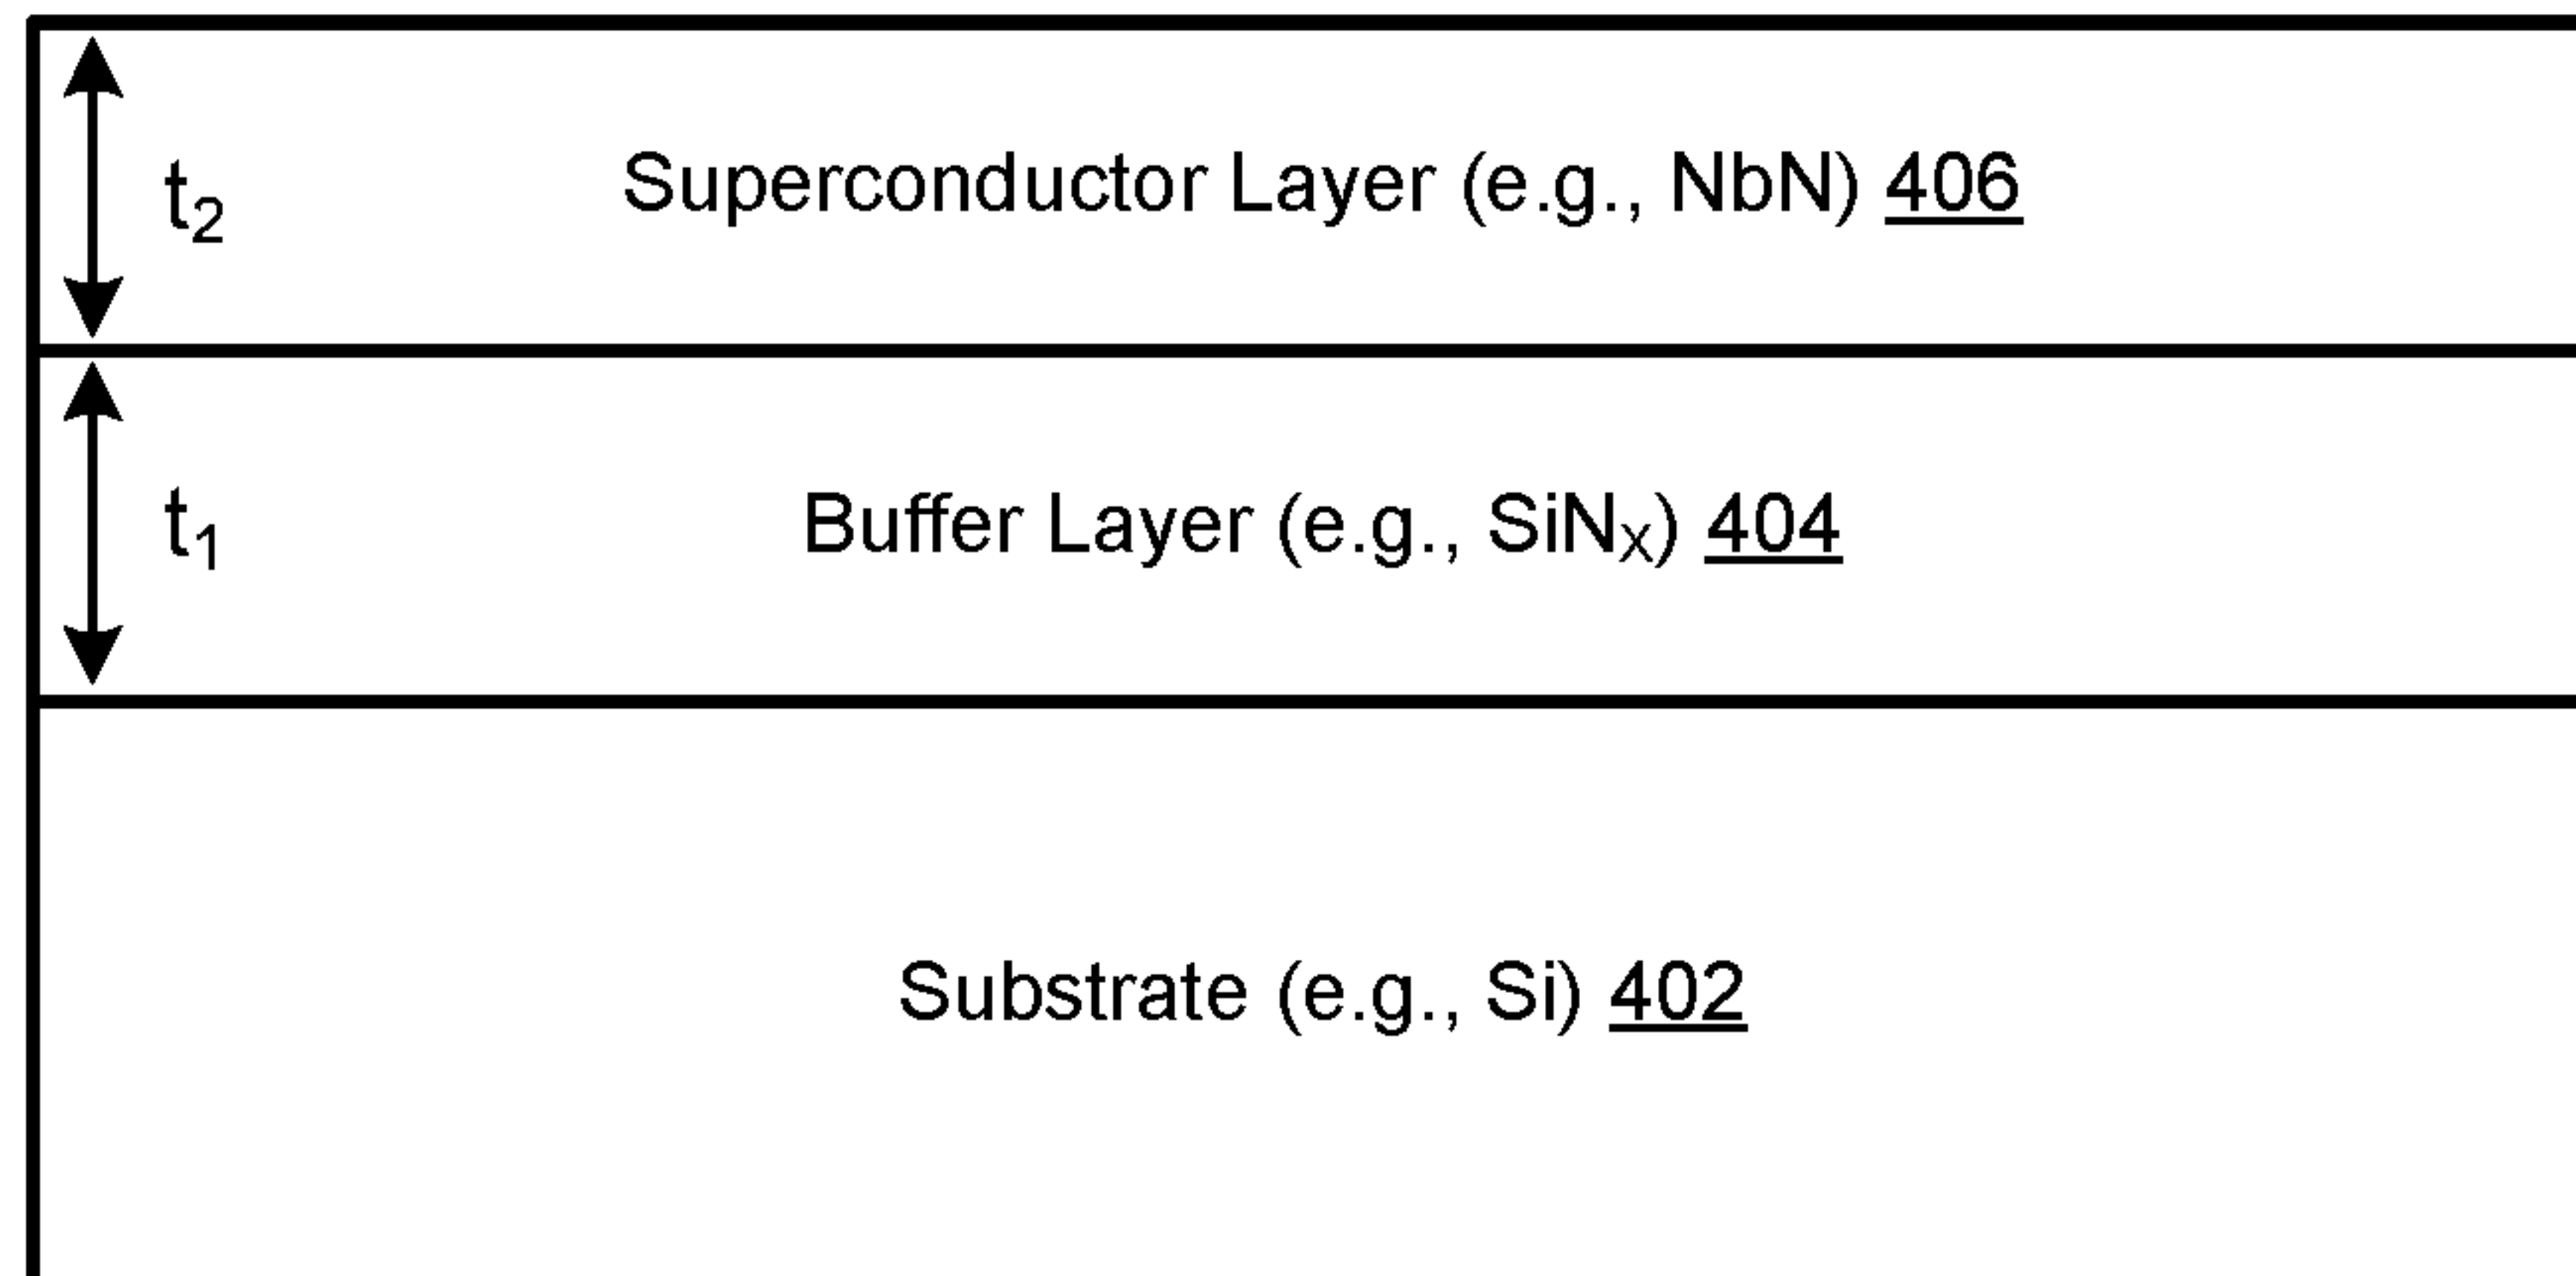 Superconductor Layer (e.g., NbN) 406
t₂
Buffer Layer (e.g., SiNₓ) 404
t₁
Substrate (e.g., Si) 402